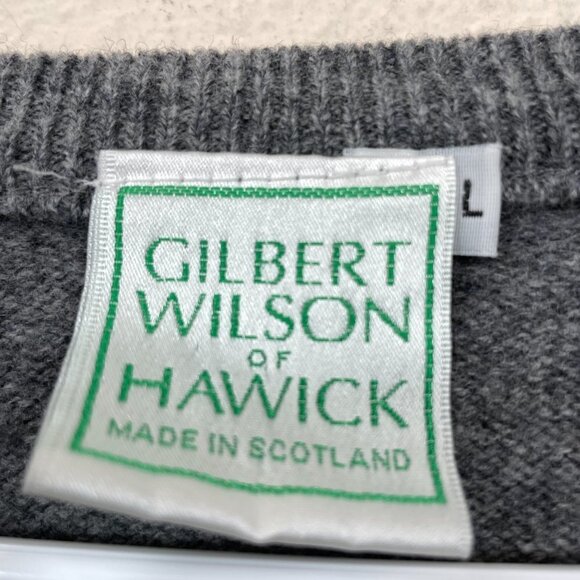 GILBERT
WILSON
OF
HAWICK
MADE IN SCOTLAND
L